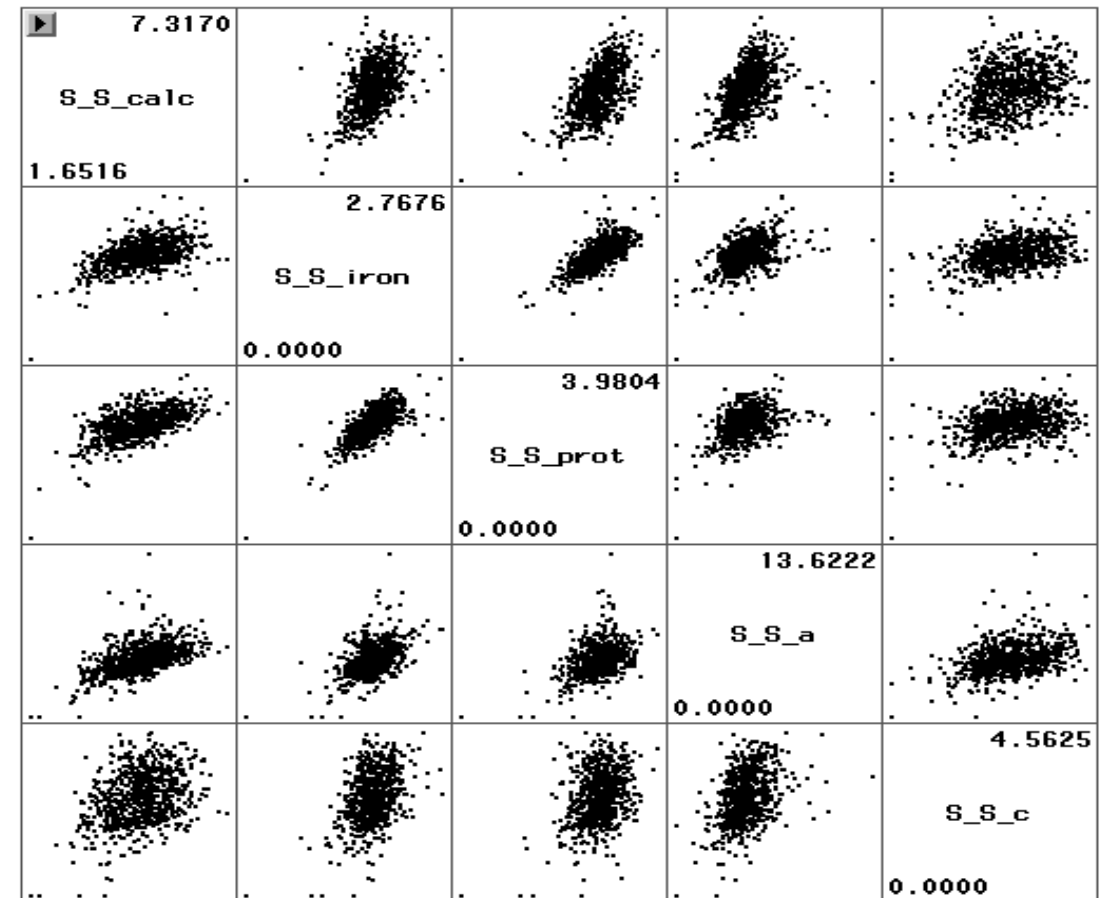 7.3170
S_S_calc
1.6516
2.7676
S_S_iron
0.0000
3.9804
S_S_prot
0.0000
13.6222
S_S_a
0.0000
4.5625
S_S_c
0.0000